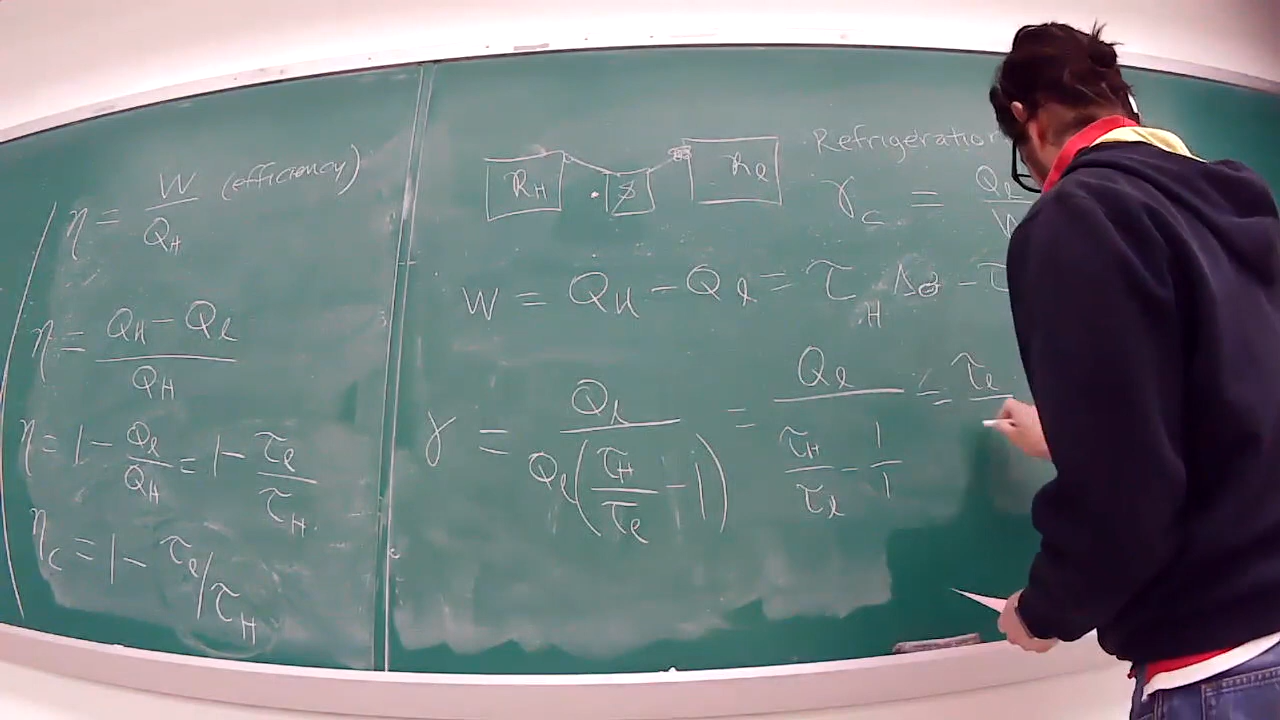 η = W / Q_H (efficiency)
η = Q_H - Q_ℓ / Q_H
η = 1 - Q_ℓ / Q_H = 1 - τ_ℓ / τ_H
η_c = 1 - τ_ℓ / τ_H
R_H R_ℓ
Refrigeration
γ_c = Q_ℓ / W
W = Q_H - Q_ℓ = τ_H Δσ - τ
γ = Q_ℓ / Q_ℓ (τ_H / τ_ℓ - 1) = Q_ℓ / τ_H / τ_ℓ - 1 / 1 ≤ τ_ℓ